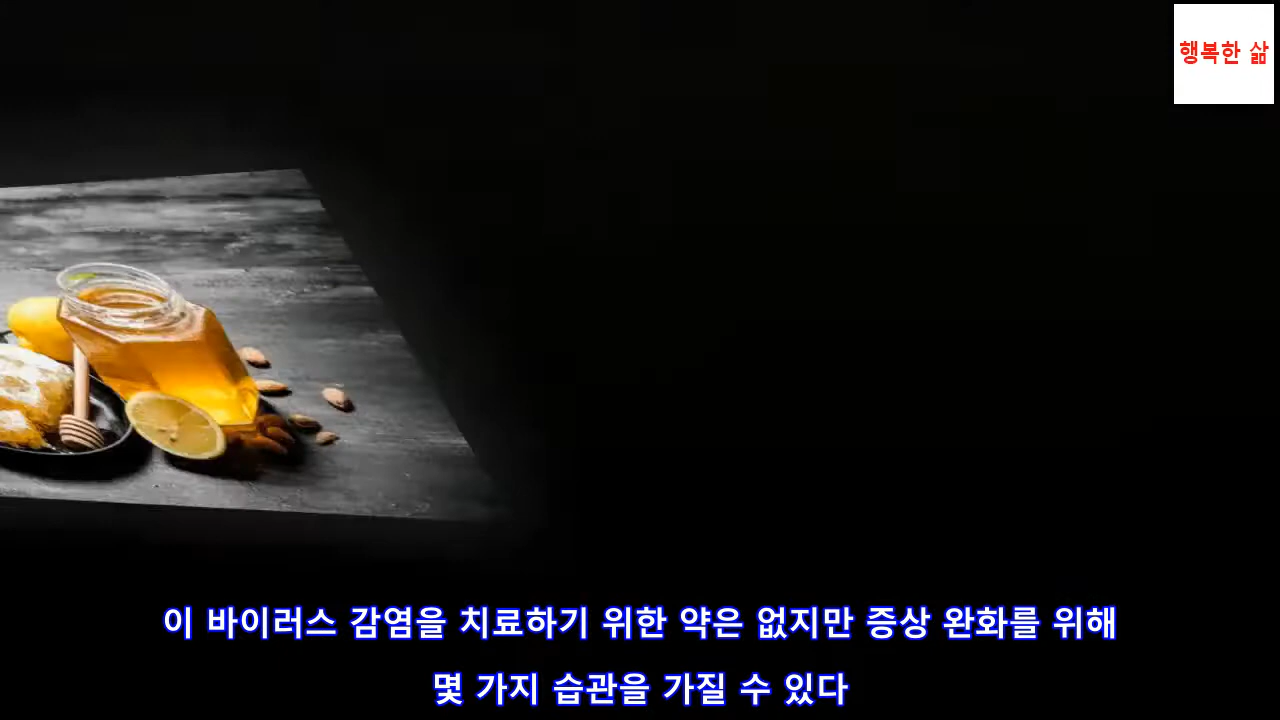 행복한 삶
이 바이러스 감염을 치료하기 위한 약은 없지만 증상 완화를 위해
몇 가지 습관을 가질 수 있다